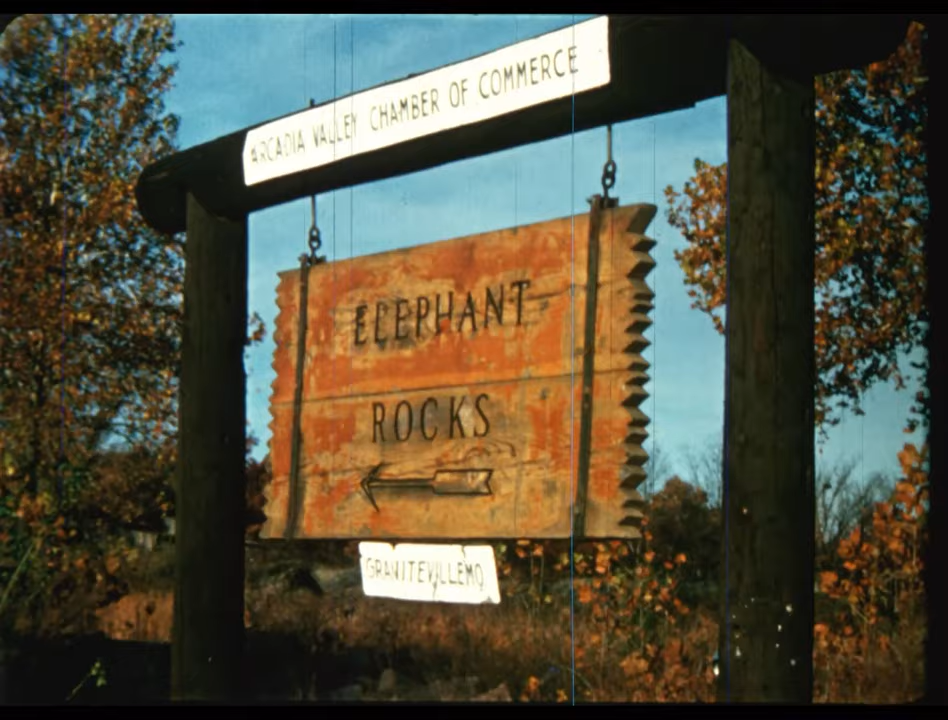 ARCADIA VALLEY CHAMBER OF COMMERCE
ELEPHANT
ROCKS
GRANITEVILLE MO.